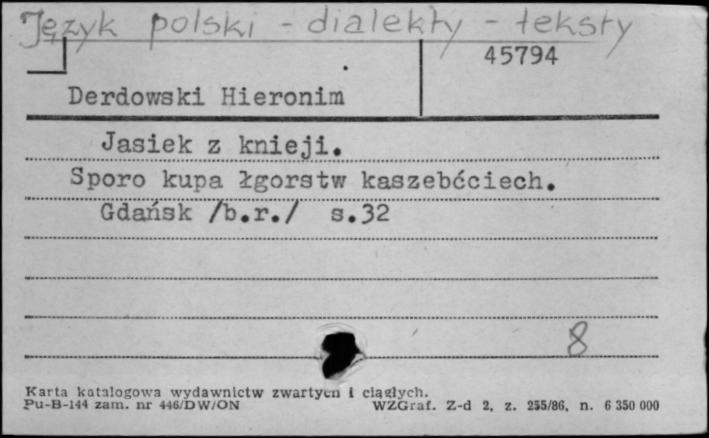 Język polski - dialekty - teksty
45794
Derdowski Hieronim
Jasiek z knieji.
Sporo kupa łgorstw kaszebćciech.
Gdańsk /b.r./ s.32
8
Karta katalogowa wydawnictw zwartych i ciągłych.
Pu-B-144 zam. nr 446/DW/ON WZGraf. Z-d 2, z. 255/86, n. 6 350 000